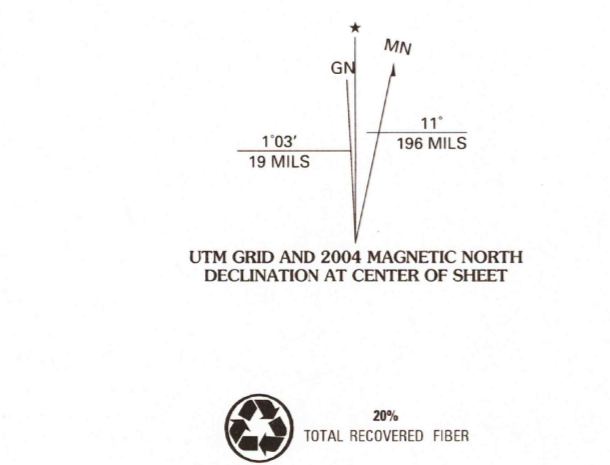 ★
MN
GN
1°03'
19 MILS
11°
196 MILS
UTM GRID AND 2004 MAGNETIC NORTH
DECLINATION AT CENTER OF SHEET
20%
TOTAL RECOVERED FIBER